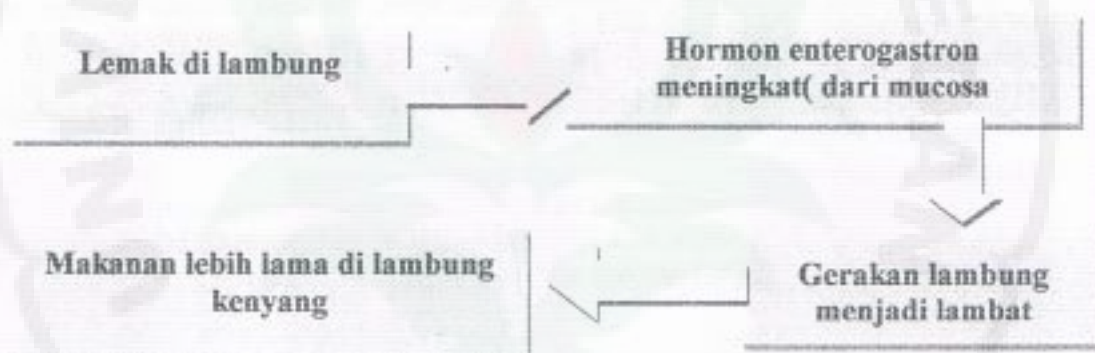 Lemak di lambung
Hormon enterogastron
meningkat( dari mucosa
Gerakan lambung
menjadi lambat
Makanan lebih lama di lambung
kenyang